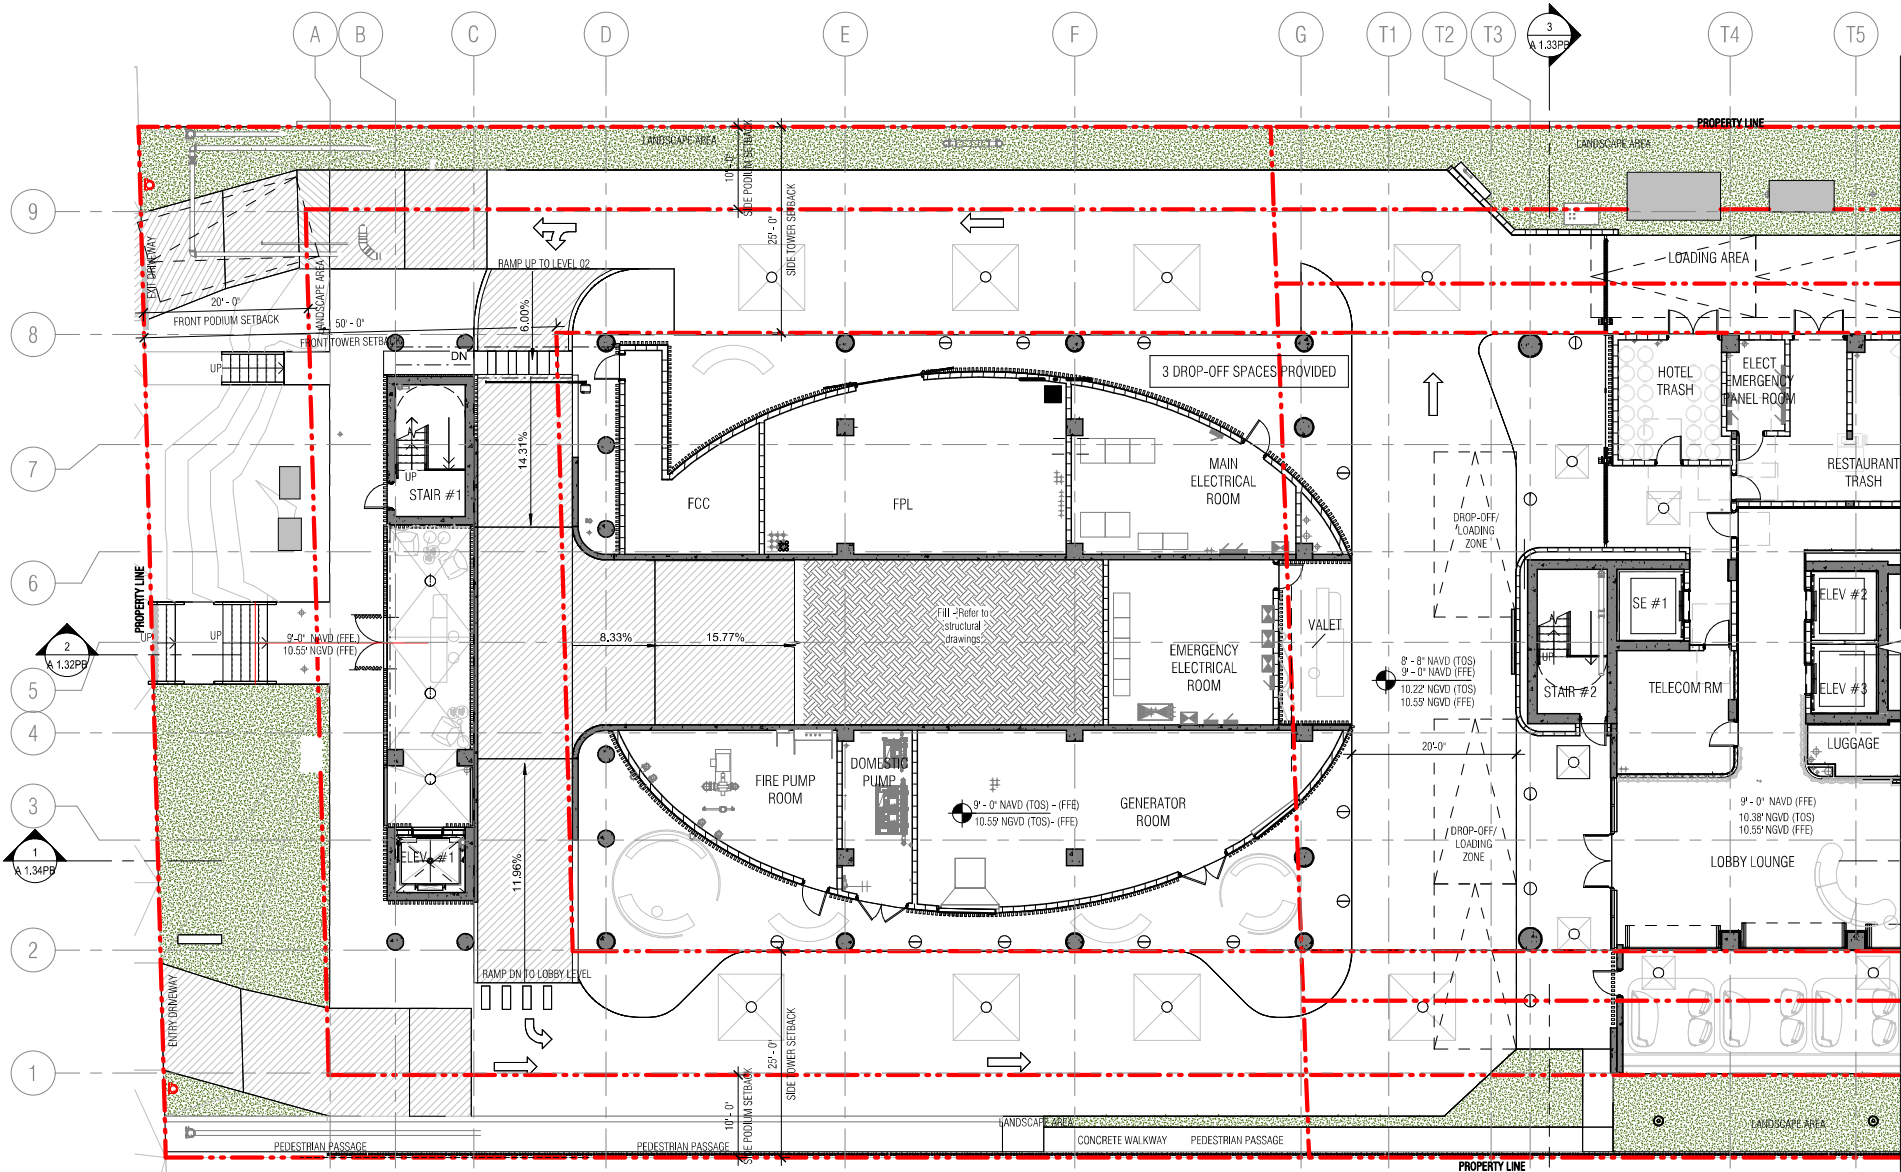 A
B
C
D
E
F
G
T1
T2
T3
3
A 1.33PB
T4
T5
PROPERTY LINE
LANDSCAPE AREA
LANDSCAPE AREA
10'- 0"
SIDE PODIUM SETBACK
25'- 0"
SIDE TOWER SETBACK
9
EXIT DRIVEWAY
LANDSCAPE AREA
RAMP UP TO LEVEL 02
LOADING AREA
20'- 0"
FRONT PODIUM SETBACK
50'- 0"
FRONT TOWER SETBACK
6.00%
8
DN
UP
3 DROP-OFF SPACES PROVIDED
HOTEL
TRASH
ELECT
EMERGENCY
PANEL ROOM
14.31%
7
UP
STAIR #1
FCC
FPL
MAIN
ELECTRICAL
ROOM
RESTAURANT
TRASH
DROP-OFF/
LOADING
ZONE
6
PROPERTY LINE
ELEV #2
SE #1
Fill - Refer to
structural
drawings
VALET
UP
UP
9'-0" NAVD (FFE.)
10.55' NGVD (FFE)
8.33%
15.77%
2
A 1.32PB
EMERGENCY
ELECTRICAL
ROOM
UP
8' - 8" NAVD (TOS)
9' - 0" NAVD (FFE)
10.22' NGVD (TOS)
10.55' NGVD (FFE)
STAIR #2
TELECOM RM
ELEV #3
5
4
20'-0"
LUGGAGE
DOMESTIC
PUMP
FIRE PUMP
ROOM
3
9' - 0" NAVD (TOS) - (FFE)
10.55' NGVD (TOS)- (FFE)
GENERATOR
ROOM
9'- 0" NAVD (FFE)
10.38' NGVD (TOS)
10.55' NGVD (FFE)
DROP-OFF/
LOADING
ZONE
1
A 1.34PB
ELEV #1
11.96%
LOBBY LOUNGE
2
RAMP DN TO LOBBY LEVEL
ENTRY DRIVEWAY
25'- 0"
SIDE TOWER SETBACK
1
10'- 0"
SIDE PODIUM SETBACK
LANDSCAPE AREA
LANDSCAPE AREA
PEDESTRIAN PASSAGE
PEDESTRIAN PASSAGE
CONCRETE WALKWAY
PEDESTRIAN PASSAGE
PROPERTY LINE